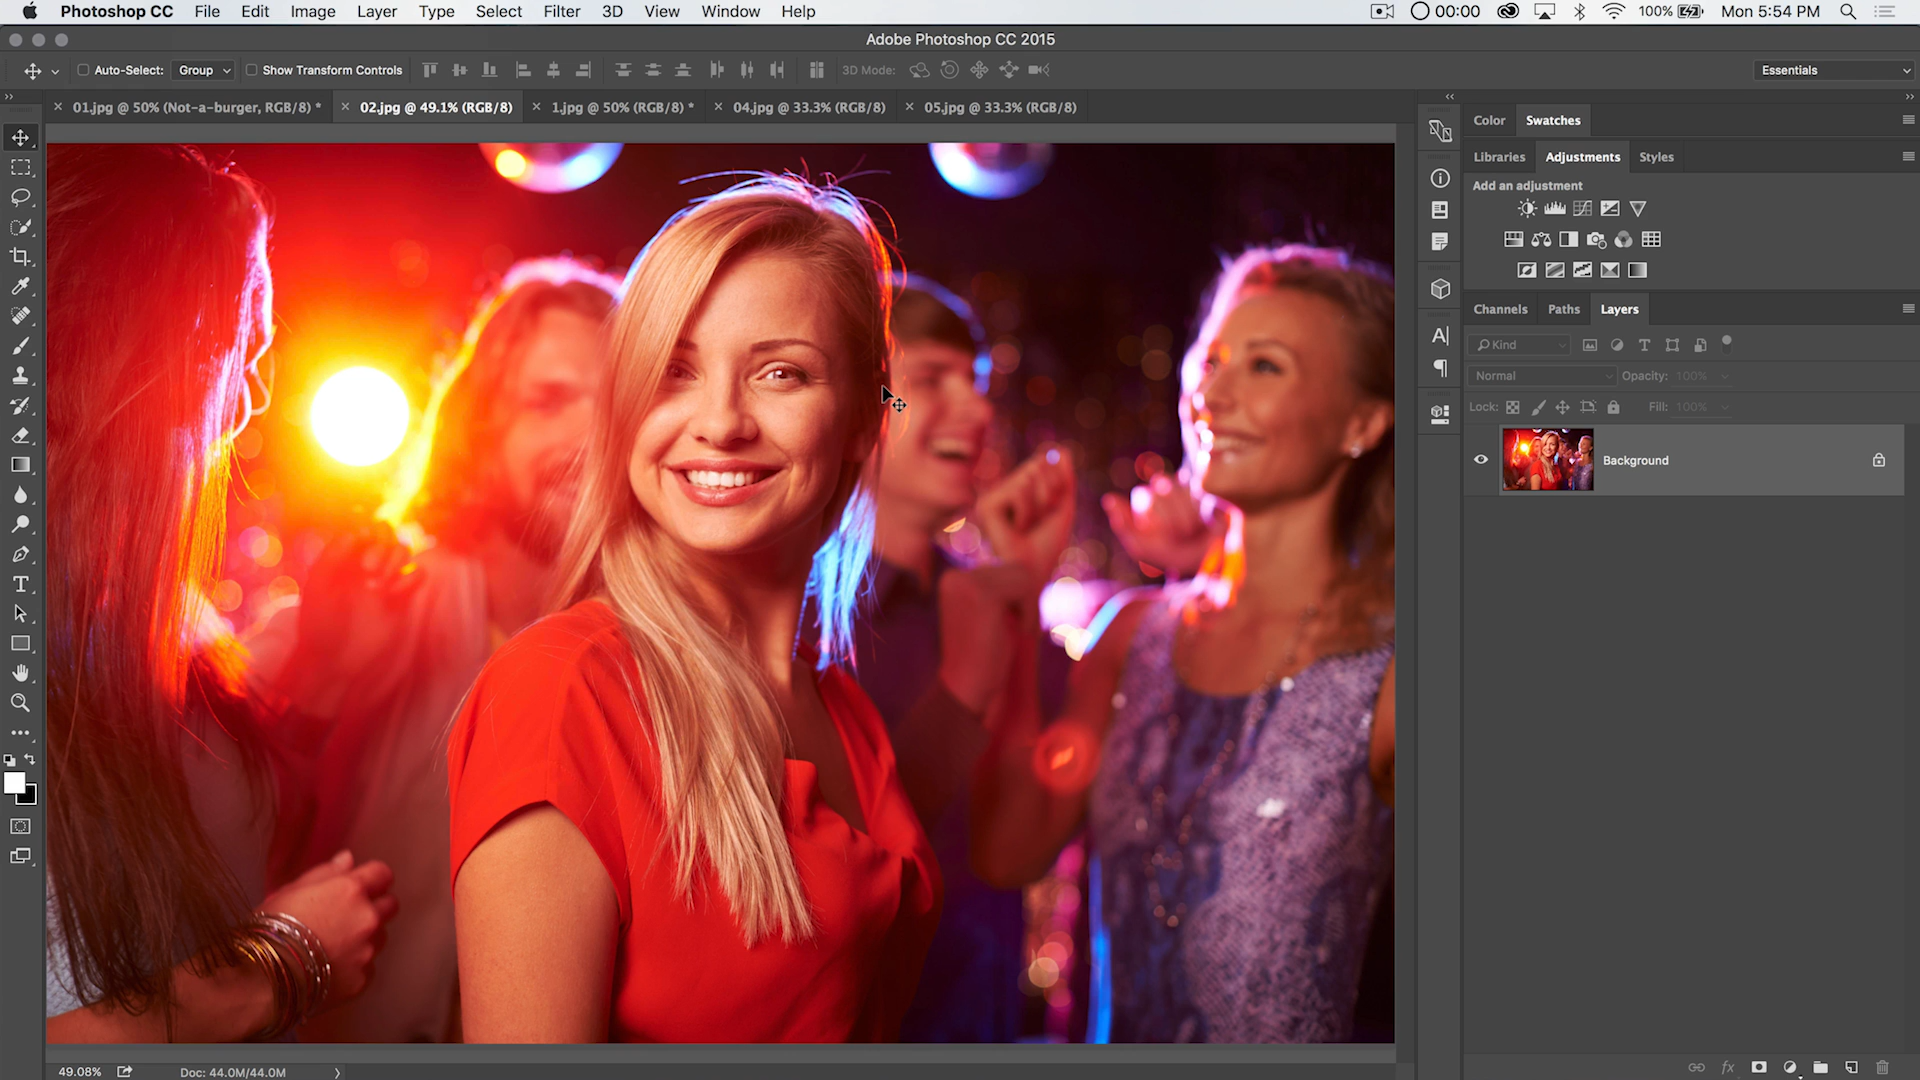 Photoshop CC File Edit Image Layer Type Select Filter 3D View Window Help 00:00 100% Mon 5:54 PM
Adobe Photoshop CC 2015
Auto-Select: Group Show Transform Controls 3D Mode: Essentials
01.jpg @ 50% (Not-a-burger, RGB/8) * 02.jpg @ 49.1% (RGB/8) 1.jpg @ 50% (RGB/8) * 04.jpg @ 33.3% (RGB/8) 05.jpg @ 33.3% (RGB/8)
Color Swatches
Libraries Adjustments Styles
Add an adjustment
Channels Paths Layers
Kind
Normal Opacity: 100%
Lock: Fill: 100%
Background
49.08% Doc: 44.0M/44.0M
fx